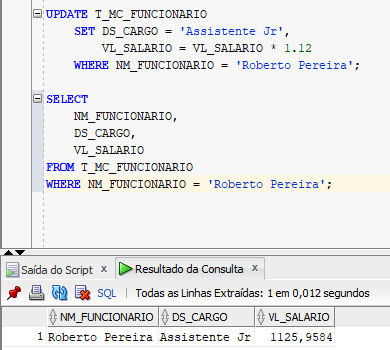 UPDATE T_MC_FUNCIONARIO
SET DS_CARGO = 'Assistente Jr',
VL_SALARIO = VL_SALARIO * 1.12
WHERE NM_FUNCIONARIO = 'Roberto Pereira';
SELECT
NM_FUNCIONARIO,
DS_CARGO,
VL_SALARIO
FROM T_MC_FUNCIONARIO
WHERE NM_FUNCIONARIO = 'Roberto Pereira';
Saída do Script x Resultado da Consulta x
SQL | Todas as Linhas Extraídas: 1 em 0,012 segundos
NM_FUNCIONARIO DS_CARGO VL_SALARIO
1 Roberto Pereira Assistente Jr 1125,9584